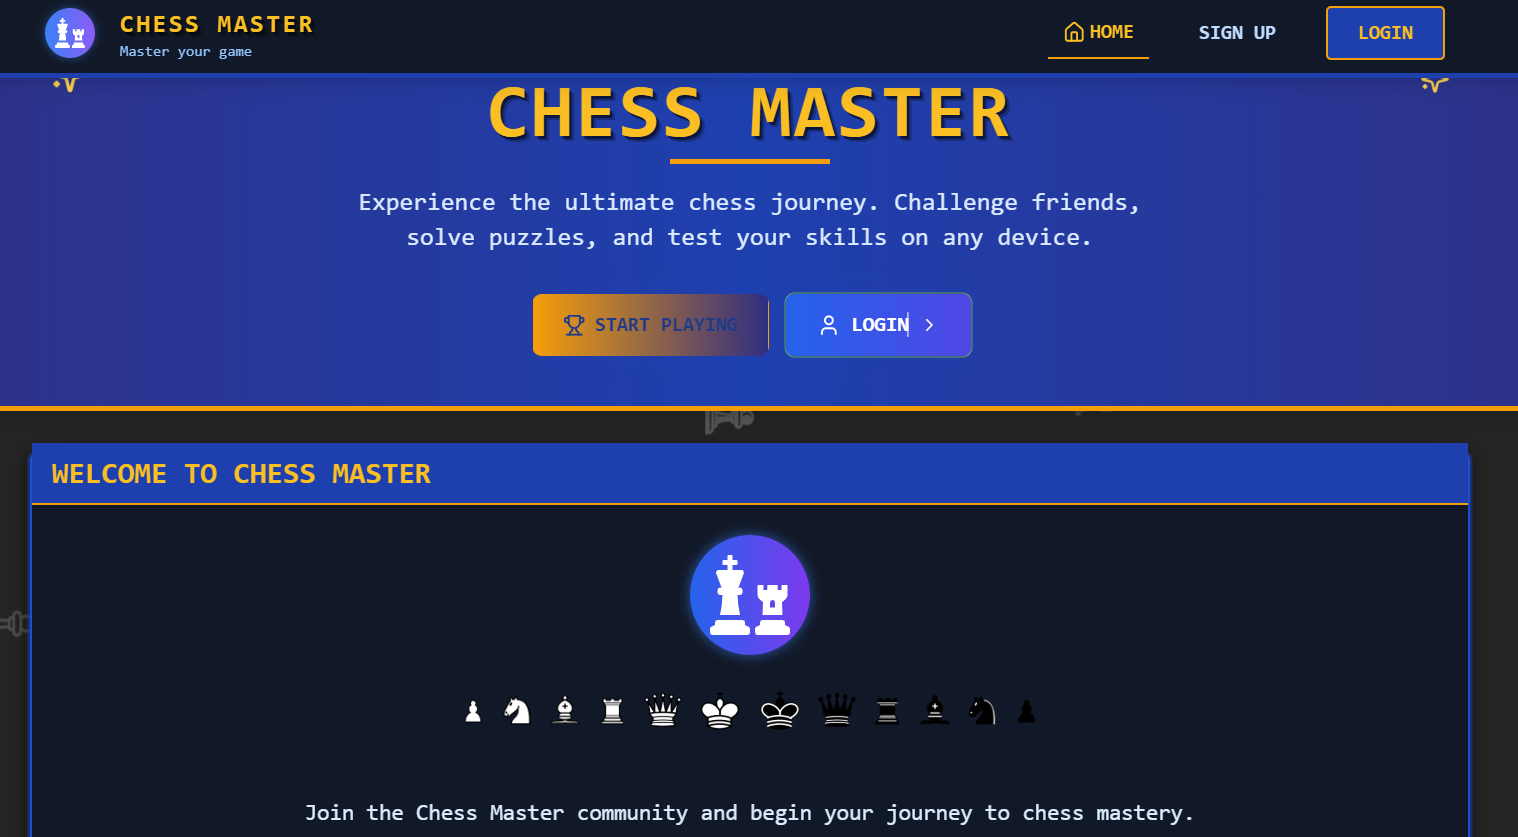 CHESS MASTER
Master your game
HOME
SIGN UP
LOGIN
CHESS MASTER
Experience the ultimate chess journey. Challenge friends,
solve puzzles, and test your skills on any device.
START PLAYING
LOGIN
WELCOME TO CHESS MASTER
Join the Chess Master community and begin your journey to chess mastery.